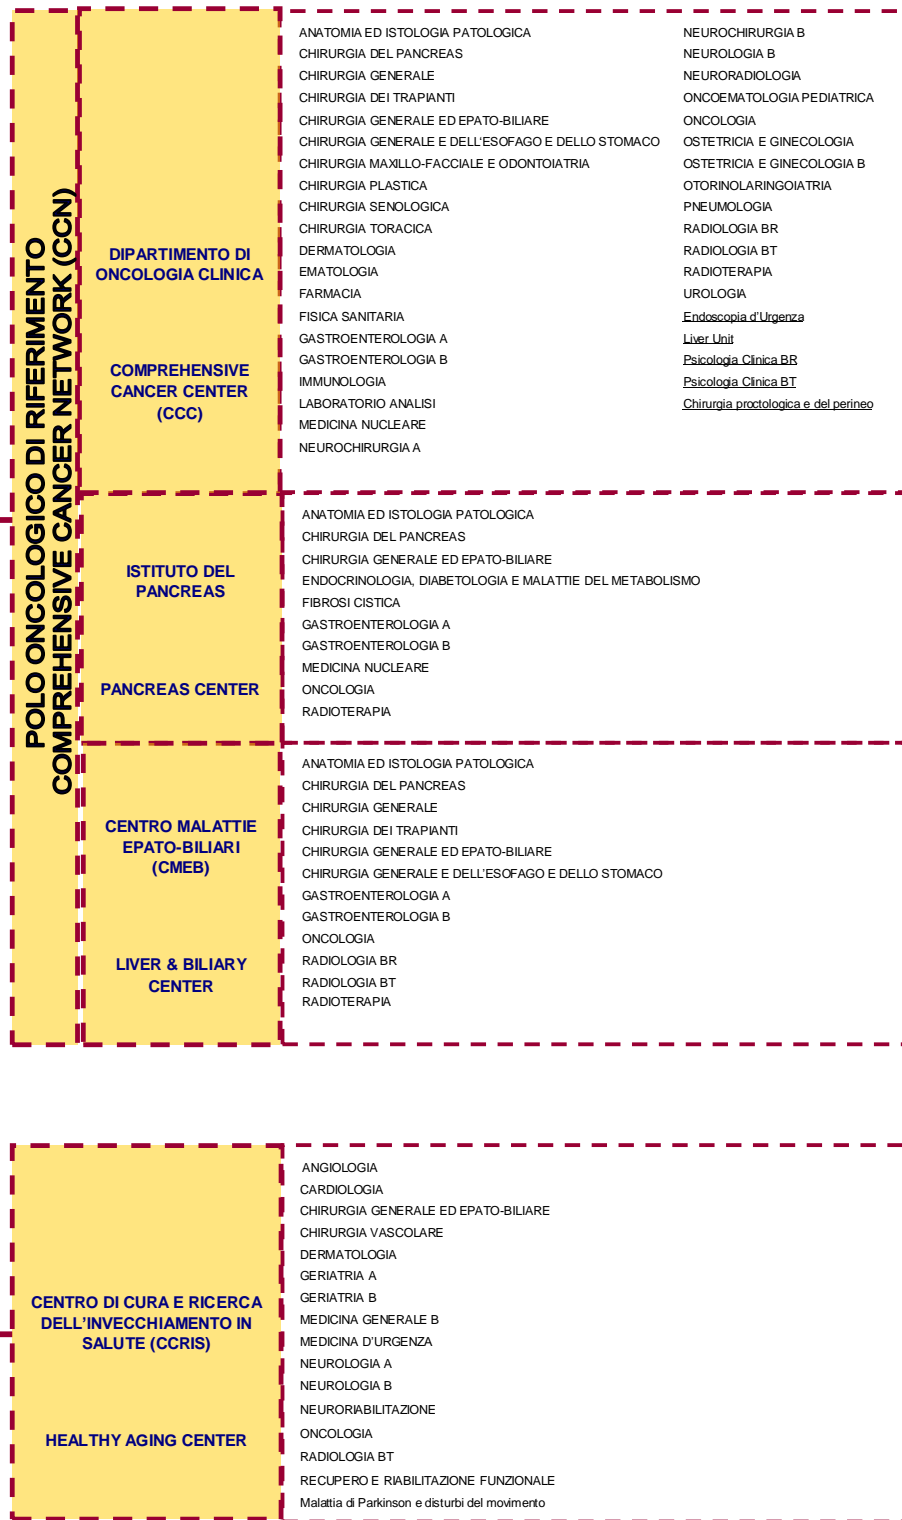 POLO ONCOLOGICO DI RIFERIMENTO
COMPREHENSIVE CANCER NETWORK (CCN)
DIPARTIMENTO DI
ONCOLOGIA CLINICA
COMPREHENSIVE
CANCER CENTER
(CCC)
ANATOMIA ED ISTOLOGIA PATOLOGICA
CHIRURGIA DEL PANCREAS
CHIRURGIA GENERALE
CHIRURGIA DEI TRAPIANTI
CHIRURGIA GENERALE ED EPATO-BILIARE
CHIRURGIA GENERALE E DELL'ESOFAGO E DELLO STOMACO
CHIRURGIA MAXILLO-FACCIALE E ODONTOIATRIA
CHIRURGIA PLASTICA
CHIRURGIA SENOLOGICA
CHIRURGIA TORACICA
DERMATOLOGIA
EMATOLOGIA
FARMACIA
FISICA SANITARIA
GASTROENTEROLOGIA A
GASTROENTEROLOGIA B
IMMUNOLOGIA
LABORATORIO ANALISI
MEDICINA NUCLEARE
NEUROCHIRURGIA A
NEUROCHIRURGIA B
NEUROLOGIA B
NEURORADIOLOGIA
ONCOEMATOLOGIA PEDIATRICA
ONCOLOGIA
OSTETRICIA E GINECOLOGIA
OSTETRICIA E GINECOLOGIA B
OTORINOLARINGOIATRIA
PNEUMOLOGIA
RADIOLOGIA BR
RADIOLOGIA BT
RADIOTERAPIA
UROLOGIA
Endoscopia d'Urgenza
Liver Unit
Psicologia Clinica BR
Psicologia Clinica BT
Chirurgia proctologica e del perineo
ISTITUTO DEL
PANCREAS
PANCREAS CENTER
ANATOMIA ED ISTOLOGIA PATOLOGICA
CHIRURGIA DEL PANCREAS
CHIRURGIA GENERALE ED EPATO-BILIARE
ENDOCRINOLOGIA, DIABETOLOGIA E MALATTIE DEL METABOLISMO
FIBROSI CISTICA
GASTROENTEROLOGIA A
GASTROENTEROLOGIA B
MEDICINA NUCLEARE
ONCOLOGIA
RADIOTERAPIA
CENTRO MALATTIE
EPATO-BILIARI
(CMEB)
LIVER & BILIARY
CENTER
ANATOMIA ED ISTOLOGIA PATOLOGICA
CHIRURGIA DEL PANCREAS
CHIRURGIA GENERALE
CHIRURGIA DEI TRAPIANTI
CHIRURGIA GENERALE ED EPATO-BILIARE
CHIRURGIA GENERALE E DELL'ESOFAGO E DELLO STOMACO
GASTROENTEROLOGIA A
GASTROENTEROLOGIA B
ONCOLOGIA
RADIOLOGIA BR
RADIOLOGIA BT
RADIOTERAPIA
CENTRO DI CURA E RICERCA
DELL'INVECCHIAMENTO IN
SALUTE (CCRIS)
HEALTHY AGING CENTER
ANGIOLOGIA
CARDIOLOGIA
CHIRURGIA GENERALE ED EPATO-BILIARE
CHIRURGIA VASCOLARE
DERMATOLOGIA
GERIATRIA A
GERIATRIA B
MEDICINA GENERALE B
MEDICINA D'URGENZA
NEUROLOGIA A
NEUROLOGIA B
NEURORIABILITAZIONE
ONCOLOGIA
RADIOLOGIA BT
RECUPERO E RIABILITAZIONE FUNZIONALE
Malattia di Parkinson e disturbi del movimento